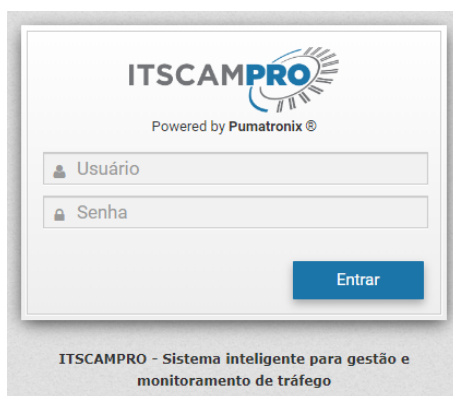 ITSCAMPRO
Powered by Pumatronix ®
Usuário
Senha
Entrar
ITSCAMPRO - Sistema inteligente para gestão e
monitoramento de tráfego